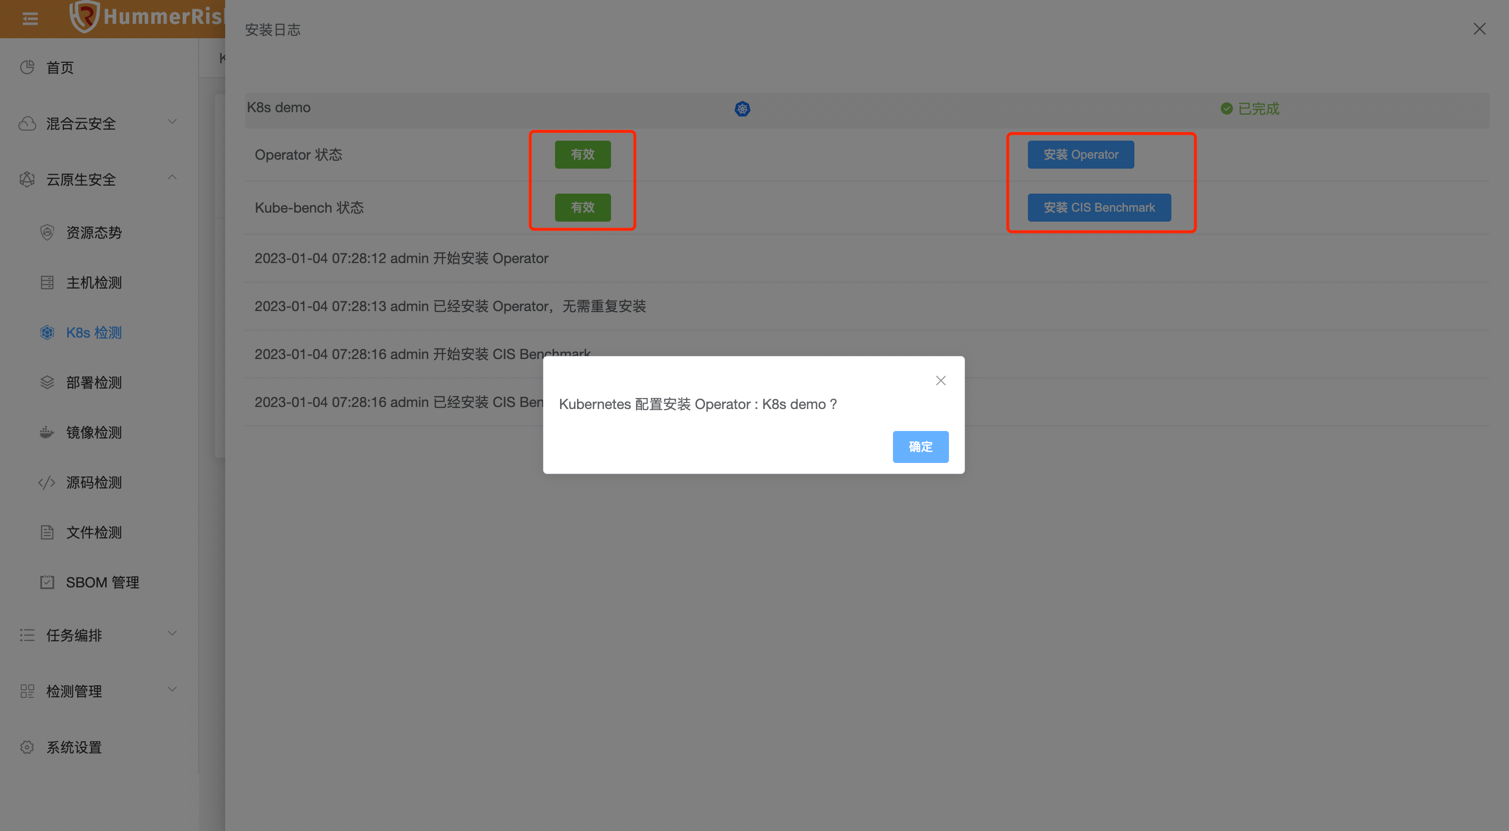 HummerRis
安装日志
首页
混合云安全
云原生安全
资源态势
主机检测
K8s 检测
部署检测
镜像检测
源码检测
文件检测
SBOM 管理
任务编排
检测管理
系统设置
K8s demo
已完成
Operator 状态
有效
安装 Operator
Kube-bench 状态
有效
安装 CIS Benchmark
2023-01-04 07:28:12 admin 开始安装 Operator
2023-01-04 07:28:13 admin 已经安装 Operator，无需重复安装
2023-01-04 07:28:16 admin 开始安装 CIS Benchmark
2023-01-04 07:28:16 admin 已经安装 CIS Ben
Kubernetes 配置安装 Operator : K8s demo ?
确定